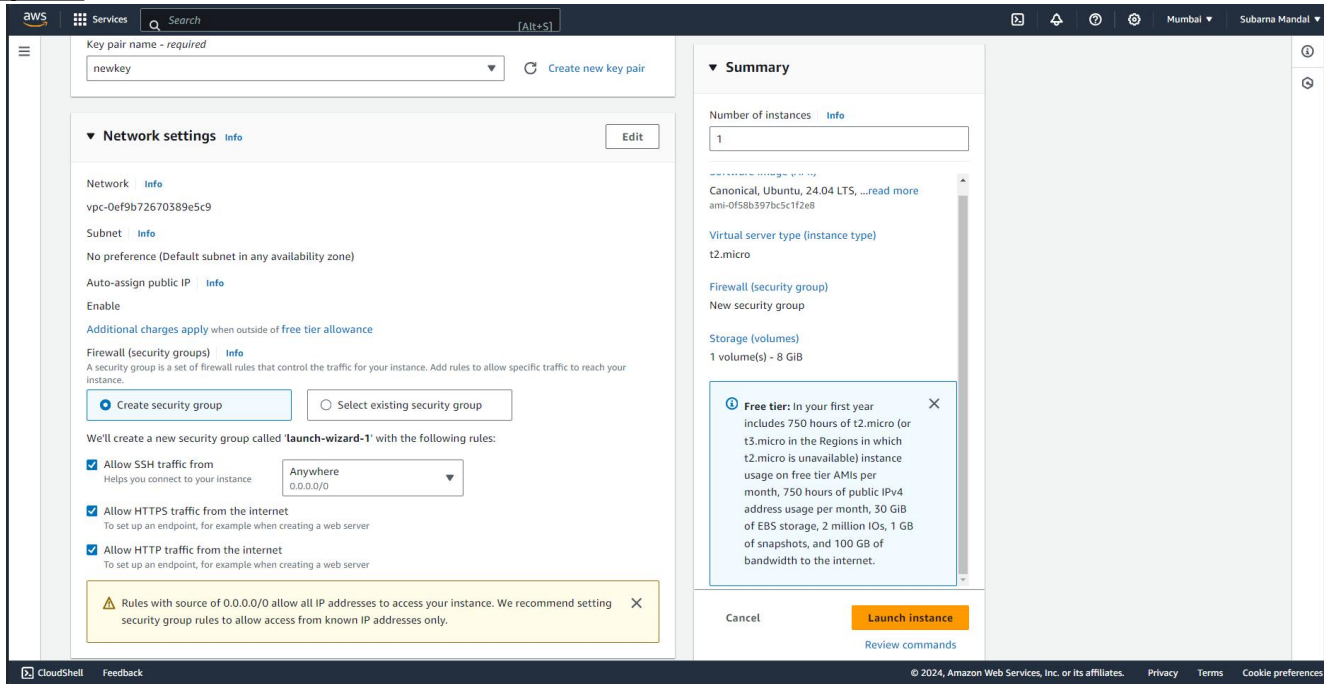 aws
Services
Search
[Alt+S]
Mumbai ▼
Subarna Mandal ▼
Key pair name - required
newkey
Create new key pair
▼ Network settings Info
Edit
Network Info
vpc-0ef9b72670389e5c9
Subnet Info
No preference (Default subnet in any availability zone)
Auto-assign public IP Info
Enable
Additional charges apply when outside of free tier allowance
Firewall (security groups) Info
A security group is a set of firewall rules that control the traffic for your instance. Add rules to allow specific traffic to reach your
instance.
Create security group
Select existing security group
We'll create a new security group called 'launch-wizard-1' with the following rules:
Allow SSH traffic from
Helps you connect to your instance
Anywhere
0.0.0.0/0
Allow HTTPS traffic from the internet
To set up an endpoint, for example when creating a web server
Allow HTTP traffic from the internet
To set up an endpoint, for example when creating a web server
Rules with source of 0.0.0.0/0 allow all IP addresses to access your instance. We recommend setting
security group rules to allow access from known IP addresses only.
▼ Summary
Number of instances Info
1
Canonical, Ubuntu, 24.04 LTS, ...read more
ami-0f58b397bc5c1f2e8
Virtual server type (instance type)
t2.micro
Firewall (security group)
New security group
Storage (volumes)
1 volume(s) - 8 GiB
Free tier: In your first year
includes 750 hours of t2.micro (or
t3.micro in the Regions in which
t2.micro is unavailable) instance
usage on free tier AMIs per
month, 750 hours of public IPv4
address usage per month, 30 GiB
of EBS storage, 2 million IOs, 1 GB
of snapshots, and 100 GB of
bandwidth to the internet.
Cancel
Launch instance
Review commands
CloudShell
Feedback
© 2024, Amazon Web Services, Inc. or its affiliates.
Privacy
Terms
Cookie preferences